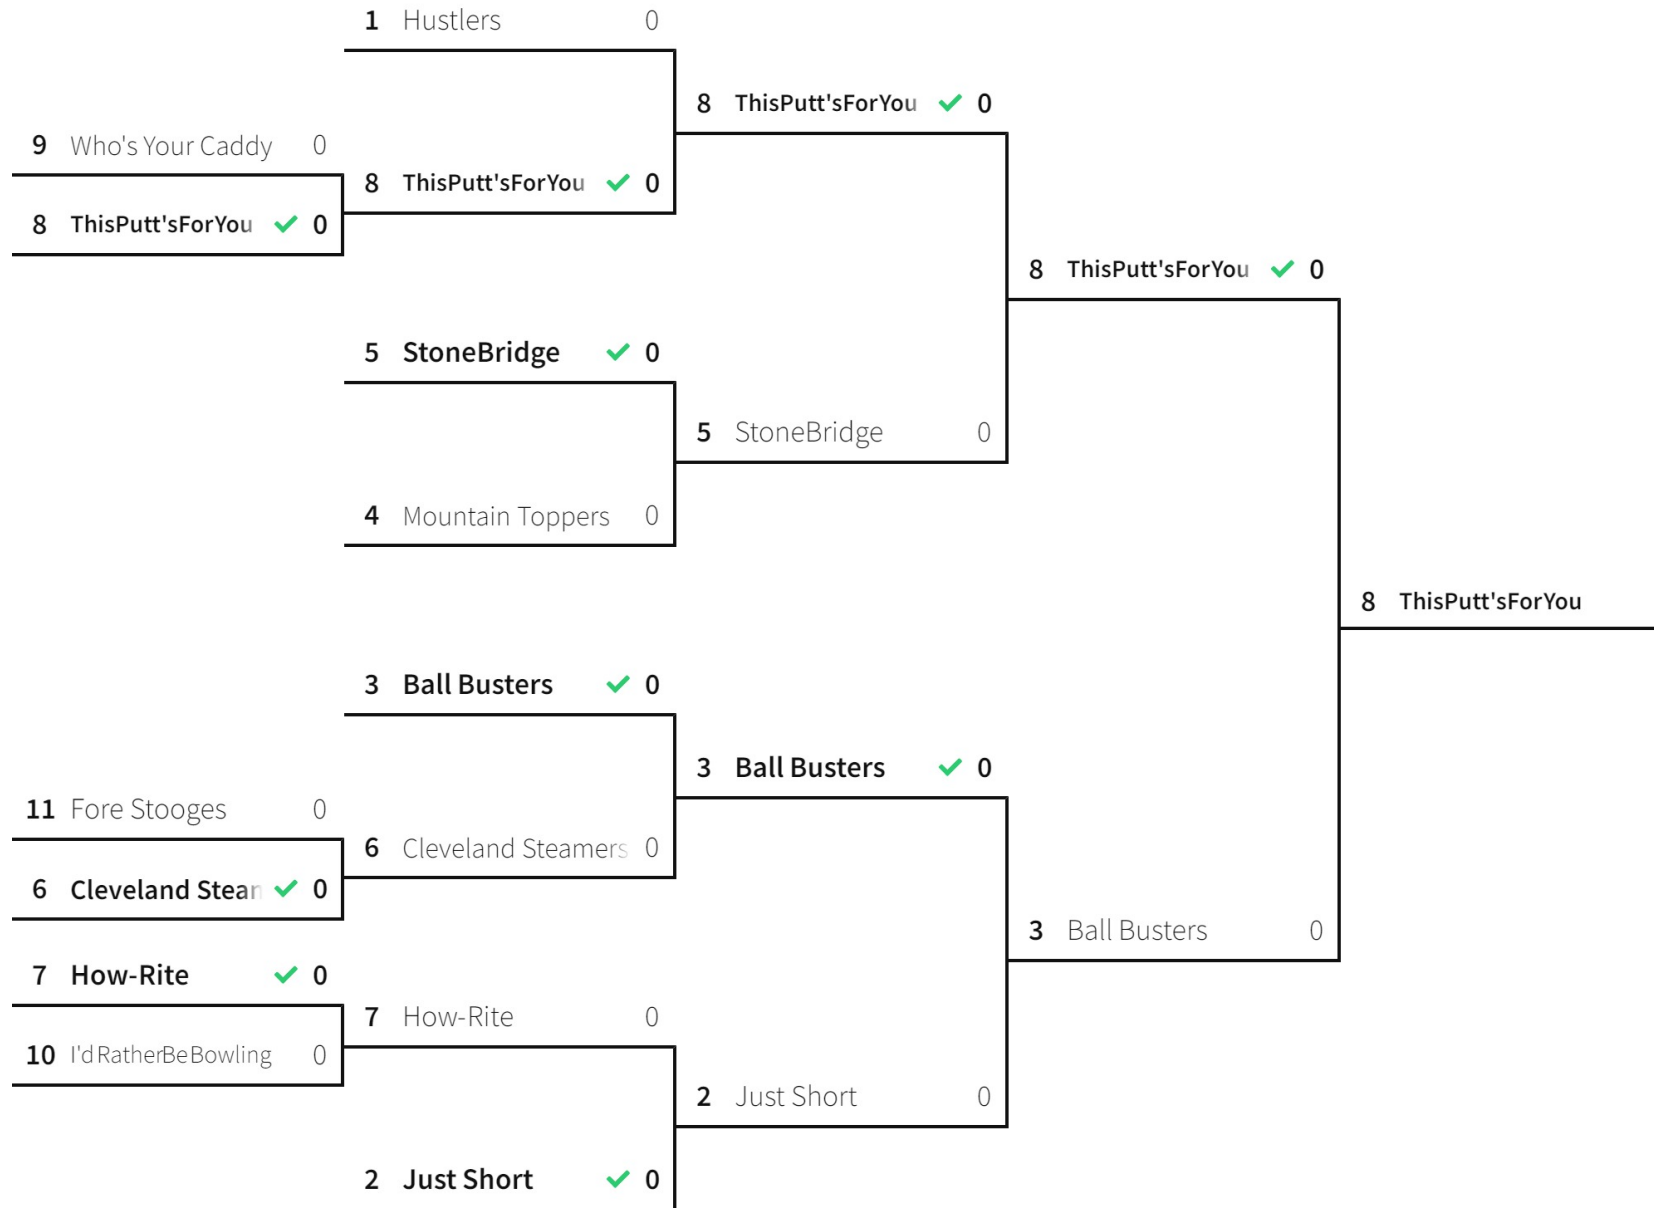 1 Hustlers 0
8 ThisPutt'sForYou 0
9 Who's Your Caddy 0
8 ThisPutt'sForYou 0
8 ThisPutt'sForYou 0
8 ThisPutt'sForYou 0
5 StoneBridge 0
5 StoneBridge 0
4 Mountain Toppers 0
8 ThisPutt'sForYou
3 Ball Busters 0
3 Ball Busters 0
11 Fore Stooges 0
6 Cleveland Steamers 0
6 Cleveland Steam 0
3 Ball Busters 0
7 How-Rite 0
7 How-Rite 0
10 I'dRatherBeBowling 0
2 Just Short 0
2 Just Short 0